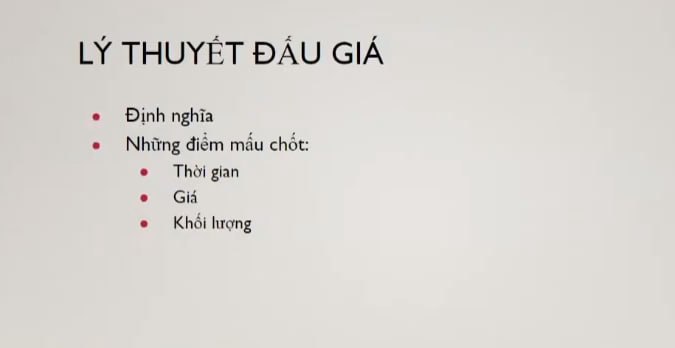 LÝ THUYẾT ĐẤU GIÁ
Định nghĩa
Những điểm mấu chốt:
Thời gian
Giá
Khối lượng